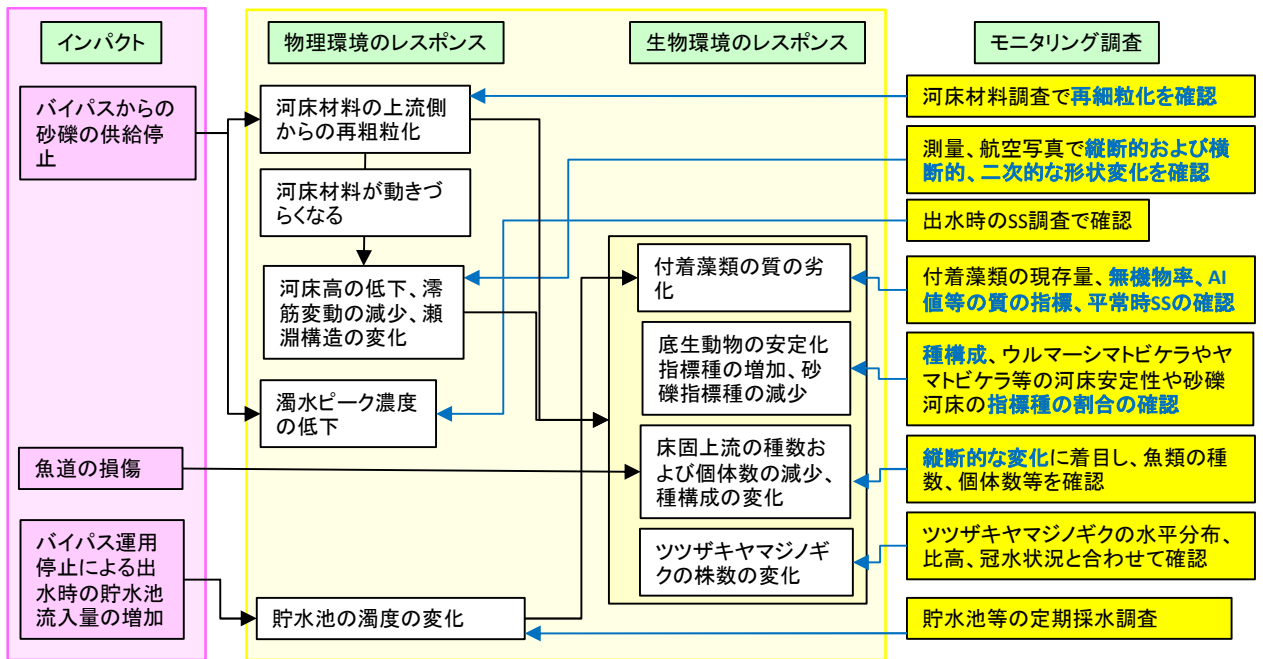 インパクト
物理環境のレスポンス
生物環境のレスポンス
モニタリング調査
バイパスからの
砂礫の供給停
止
魚道の損傷
バイパス運用
停止による出
水時の貯水池
流入量の増加
河床材料の上流側
からの再粗粒化
河床材料が動きづ
らくなる
河床高の低下、澪
筋変動の減少、瀬
淵構造の変化
濁水ピーク濃度
の低下
貯水池の濁度の変化
付着藻類の質の劣
化
底生動物の安定化
指標種の増加、砂
礫指標種の減少
床固上流の種数お
よび個体数の減少、
種構成の変化
ツツザキヤマジノギ
クの株数の変化
河床材料調査で再細粒化を確認
測量、航空写真で縦断的および横
断的、二次的な形状変化を確認
出水時のSS調査で確認
付着藻類の現存量、無機物率、AI
値等の質の指標、平常時SSの確認
種構成、ウルマーシマトビケラやヤ
マトビケラ等の河床安定性や砂礫
河床の指標種の割合の確認
縦断的な変化に着目し、魚類の種
数、個体数等を確認
ツツザキヤマジノギクの水平分布、
比高、冠水状況と合わせて確認
貯水池等の定期採水調査